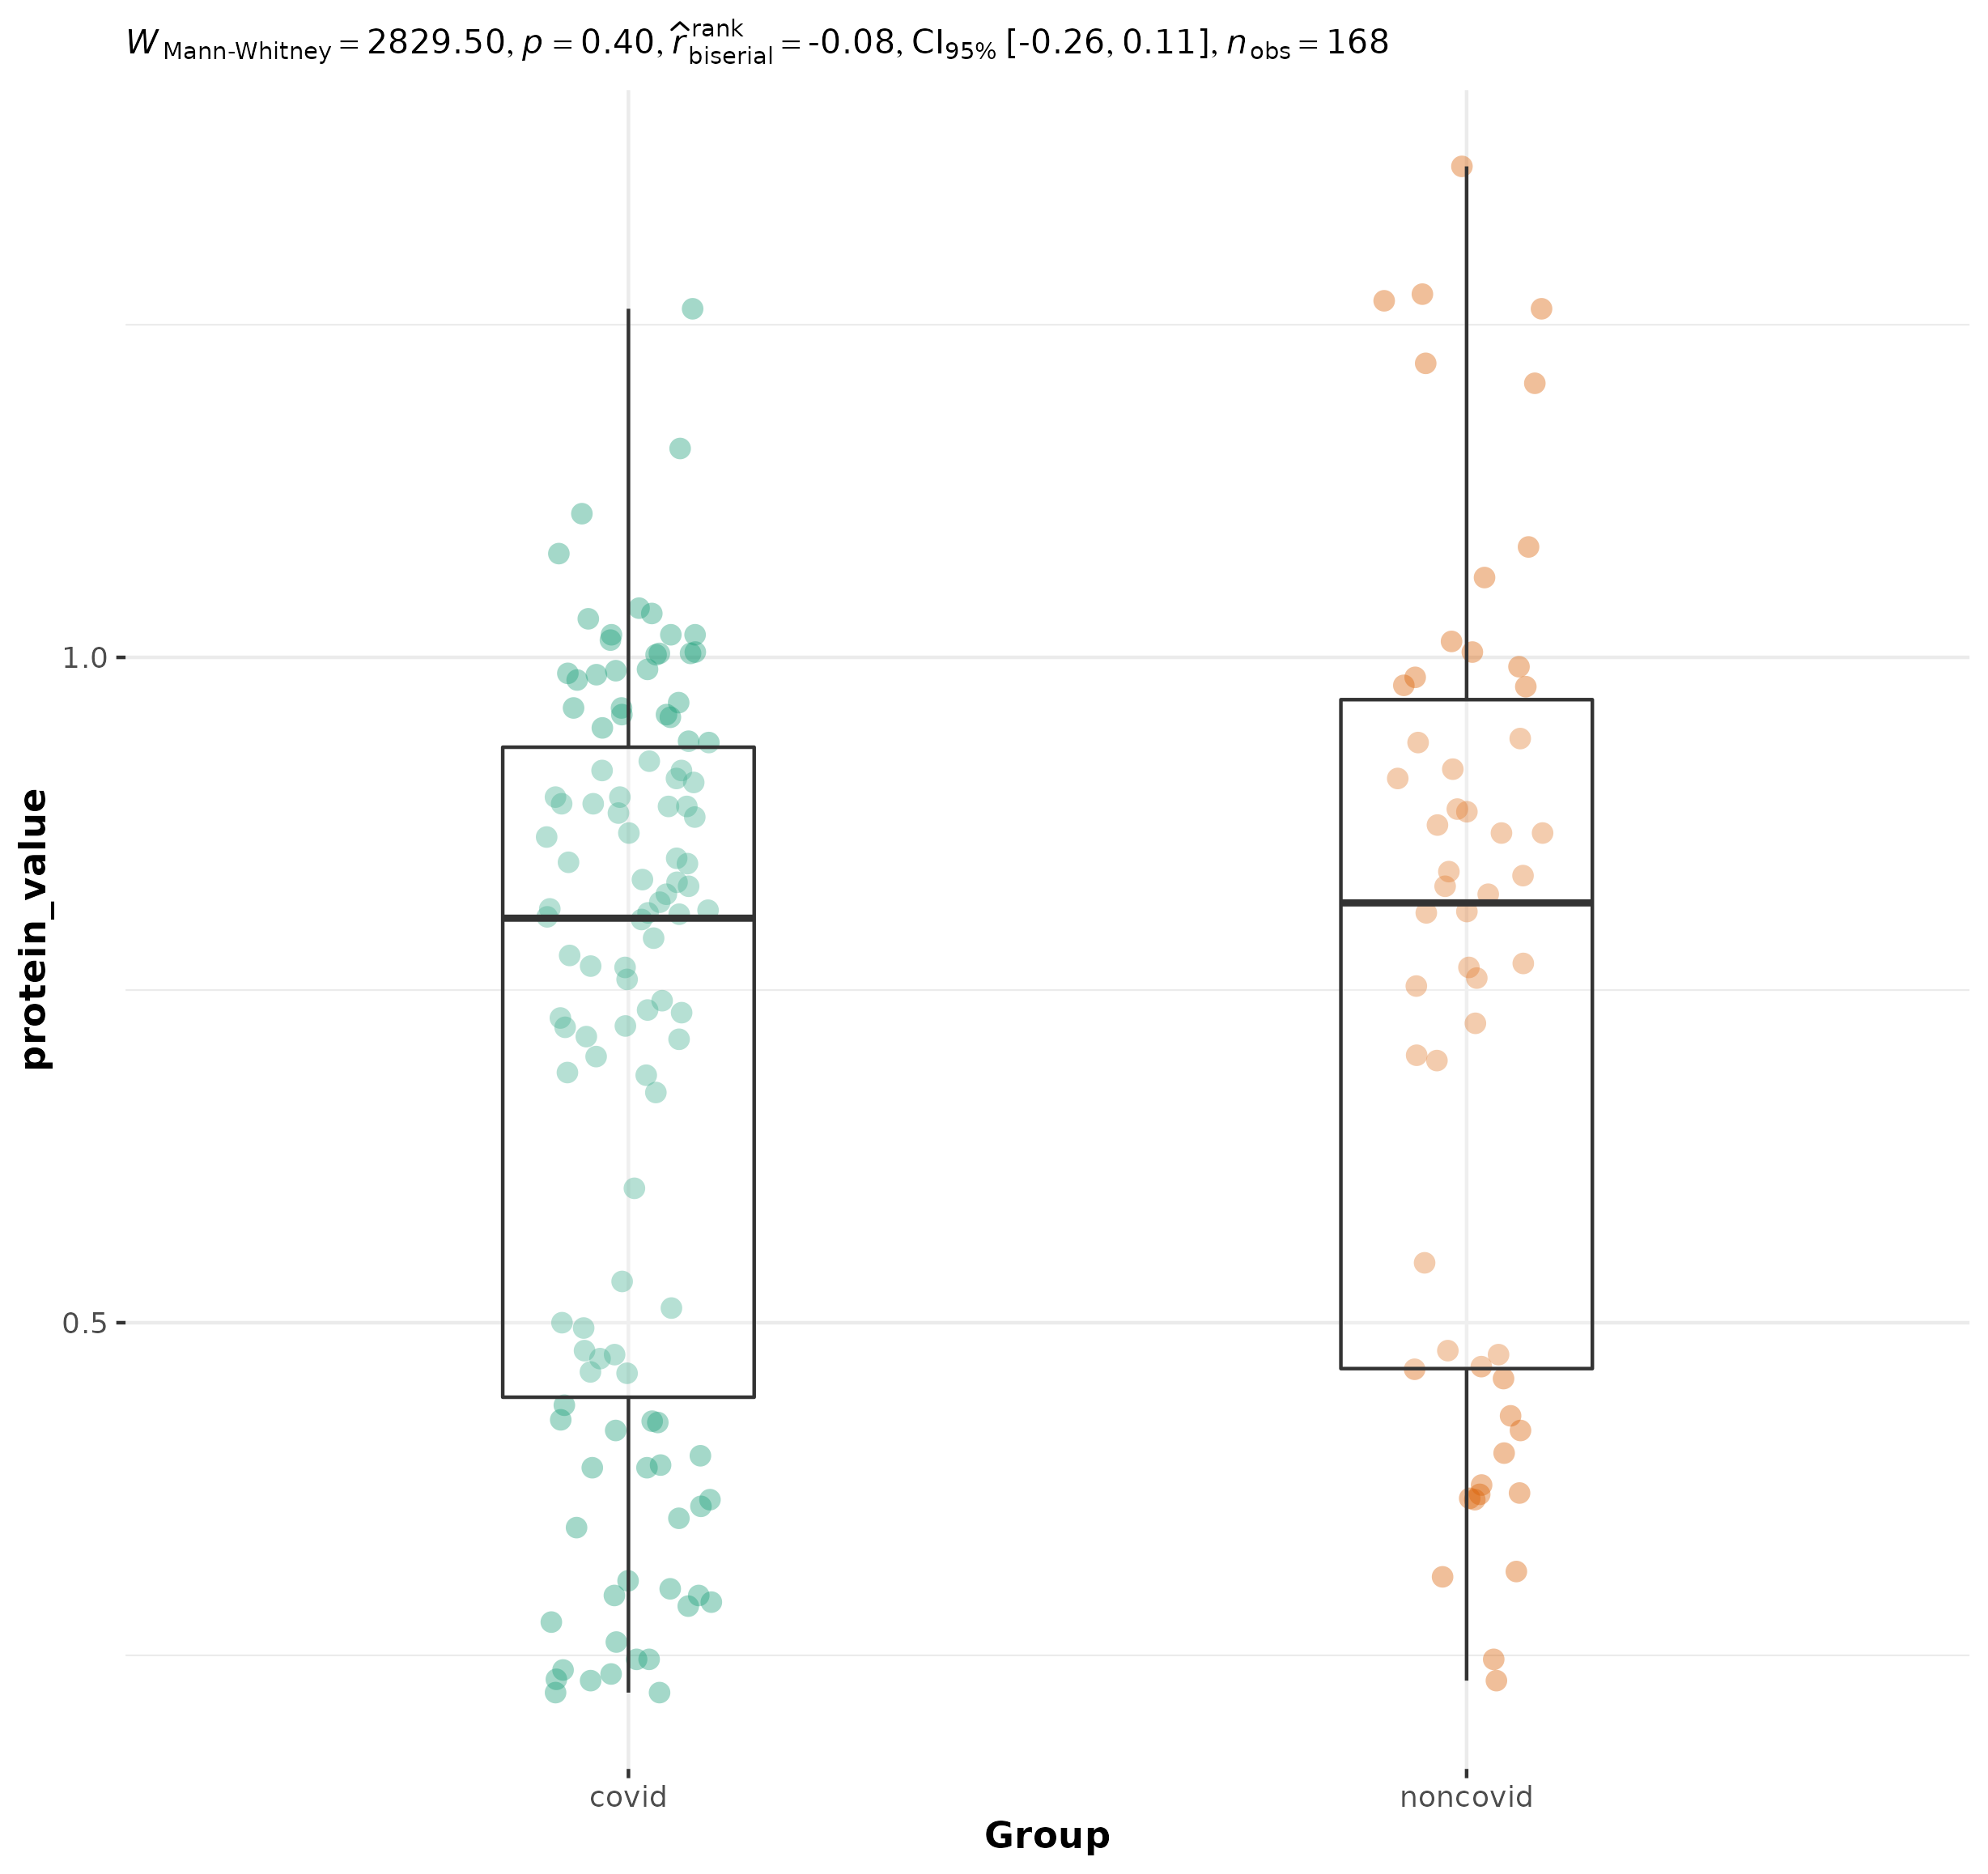 W Mann-Whitney = 2829.50, p = 0.40, r̂ rank biserial = -0.08, CI95% [-0.26, 0.11], nobs = 168
1.0
protein_value
0.5
covid noncovid
Group